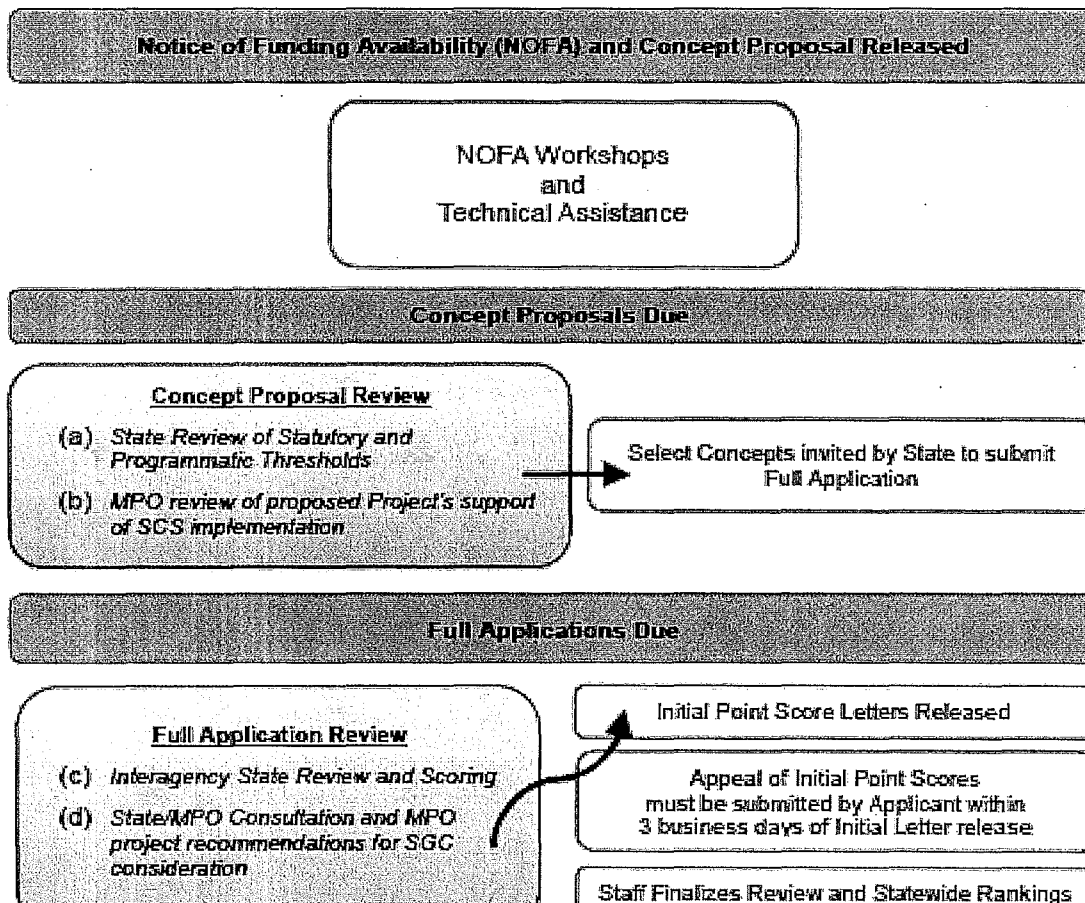 Notice of Funding Availability (NOFA) and Concept Proposal Released
NOFA Workshops
and
Technical Assistance
Concept Proposals Due
Concept Proposal Review
(a) State Review of Statutory and
Programmatic Thresholds
(b) MPO review of proposed Project's support
of SCS implementation
Select Concepts invited by State to submit
Full Application
Full Applications Due
Full Application Review
(c) Interagency State Review and Scoring
(d) State/MPO Consultation and MPO
project recommendations for SGC
consideration
Initial Point Score Letters Released
Appeal of Initial Point Scores
must be submitted by Applicant within
3 business days of Initial Letter release
Staff Finalizes Review and Statewide Rankings